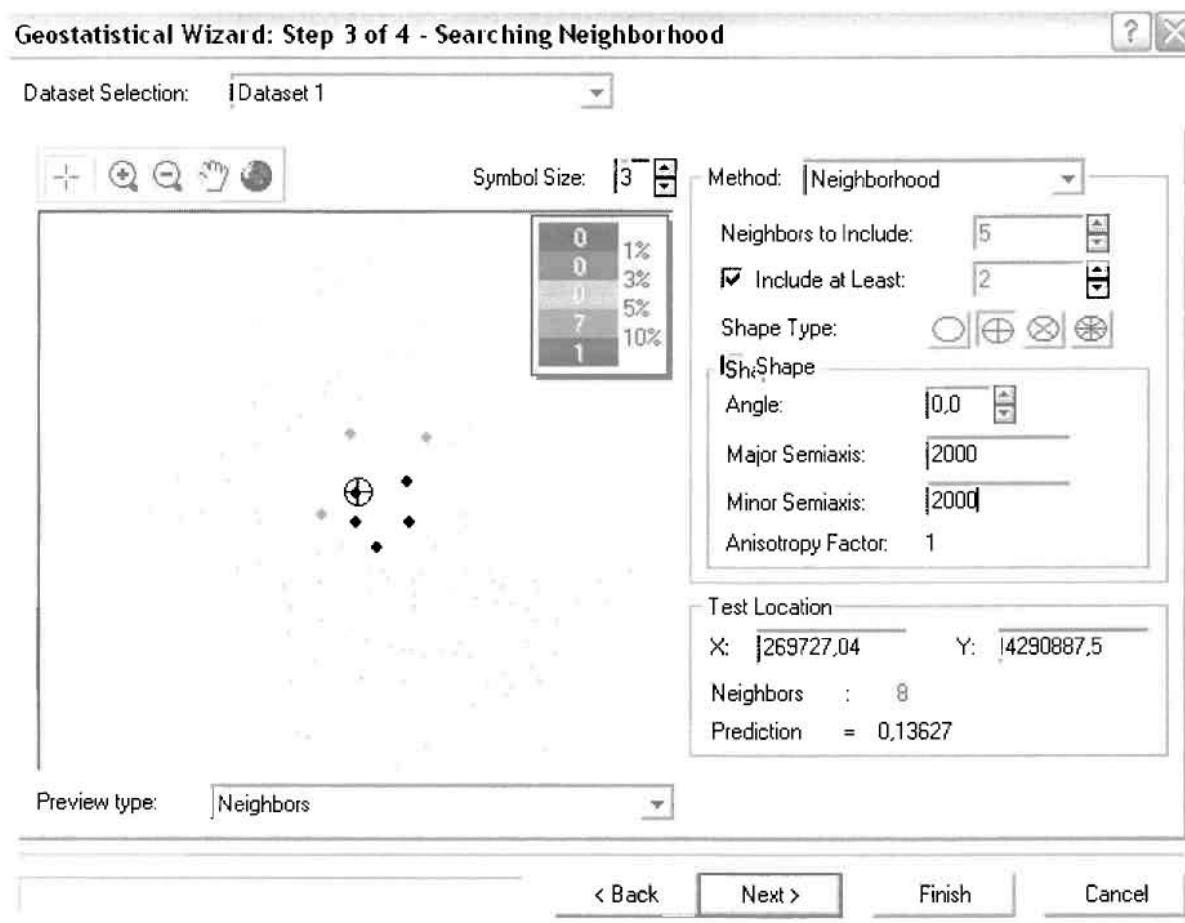 Geostatistical Wizard: Step 3 of 4 - Searching Neighborhood
Dataset Selection: Dataset 1
Symbol Size: 3
0
0
0
7
1
1%
3%
5%
10%
Method: Neighborhood
Neighbors to Include: 5
Include at Least: 2
Shape Type:
Shape
Angle: 0,0
Major Semiaxis: 2000
Minor Semiaxis: 2000
Anisotropy Factor: 1
Test Location
X: 269727,04 Y: 4290887,5
Neighbors : 8
Prediction = 0,13627
Preview type: Neighbors
< Back Next > Finish Cancel